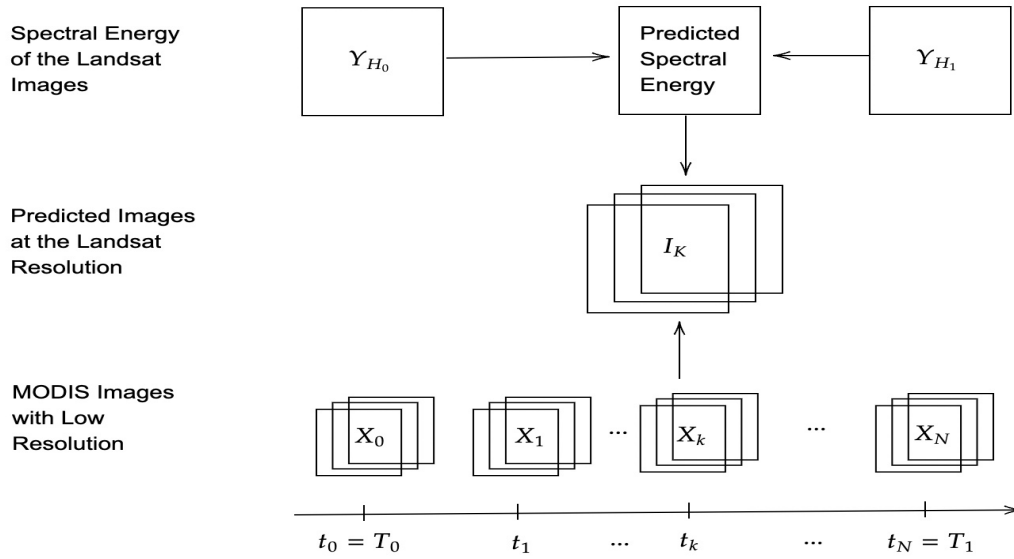 Spectral Energy
of the Landsat
Images
Y_{H_0}
Predicted
Spectral
Energy
Y_{H_1}
Predicted Images
at the Landsat
Resolution
I_K
MODIS Images
with Low
Resolution
X_0
X_1
...
X_k
...
X_N
t_0 = T_0
t_1
...
t_k
...
t_N = T_1